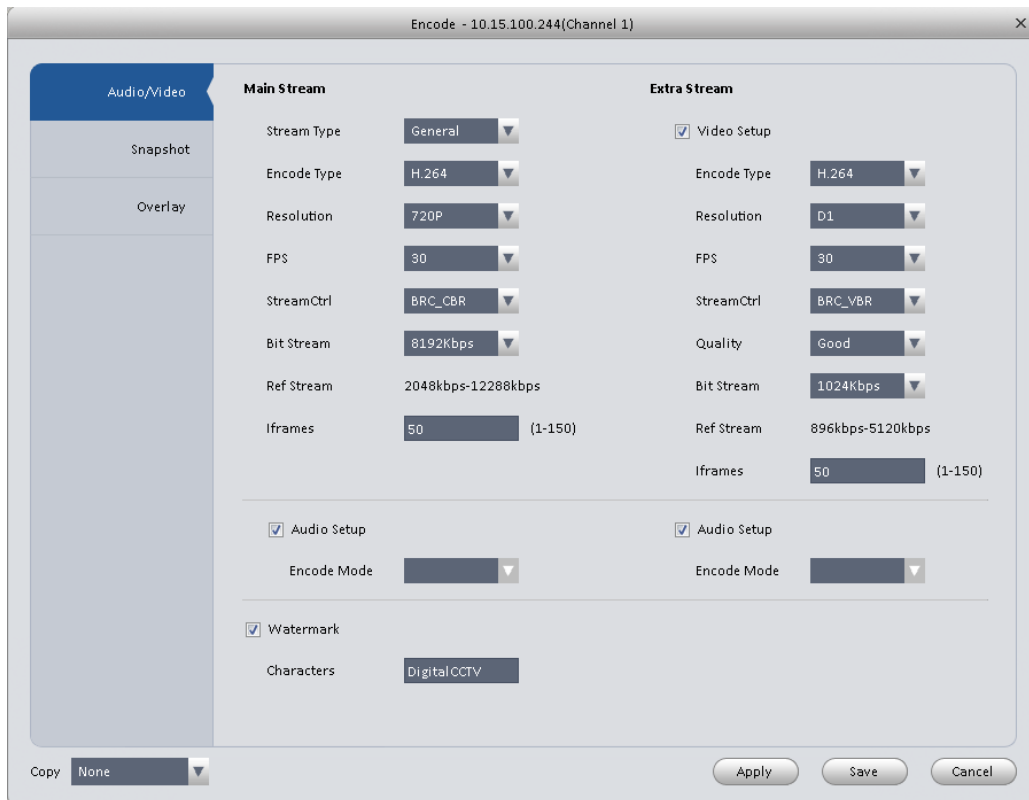 Encode - 10.15.100.244(Channel 1)
Audio/Video
Snapshot
Overlay
Main Stream
Stream Type General
Encode Type H.264
Resolution 720P
FPS 30
StreamCtrl BRC_CBR
Bit Stream 8192Kbps
Ref Stream 2048kbps-12288kbps
Iframes 50 (1-150)
Extra Stream
Video Setup
Encode Type H.264
Resolution D1
FPS 30
StreamCtrl BRC_VBR
Quality Good
Bit Stream 1024Kbps
Ref Stream 896kbps-5120kbps
Iframes 50 (1-150)
Audio Setup
Encode Mode
Audio Setup
Encode Mode
Watermark
Characters DigitalCCTV
Copy None
Apply Save Cancel